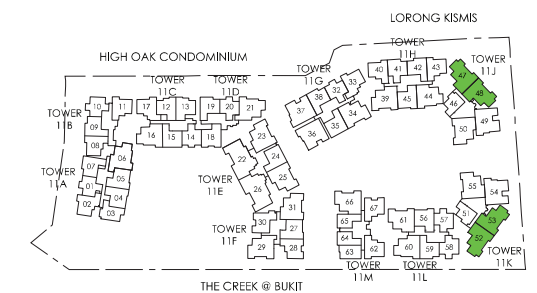 LORONG KISMIS
HIGH OAK CONDOMINIUM
TOWER 11H
TOWER 11J
TOWER 11G
TOWER 11C
TOWER 11D
TOWER 11B
TOWER 11A
TOWER 11E
TOWER 11F
TOWER 11M
TOWER 11L
TOWER 11K
40 41 42 43
47 48
39 45 44 46
50 49
37 38 32 33
36 35 34
10 11 17 12 13 19 20 21
09
08
16 15 14 18
07 06
01 05
02 04
03
23
22 24
26 25
31
30 27
29 28
66 67
65
64
63 62
61 56 57
60 59 58
55 54
51 53
52
THE CREEK @ BUKIT